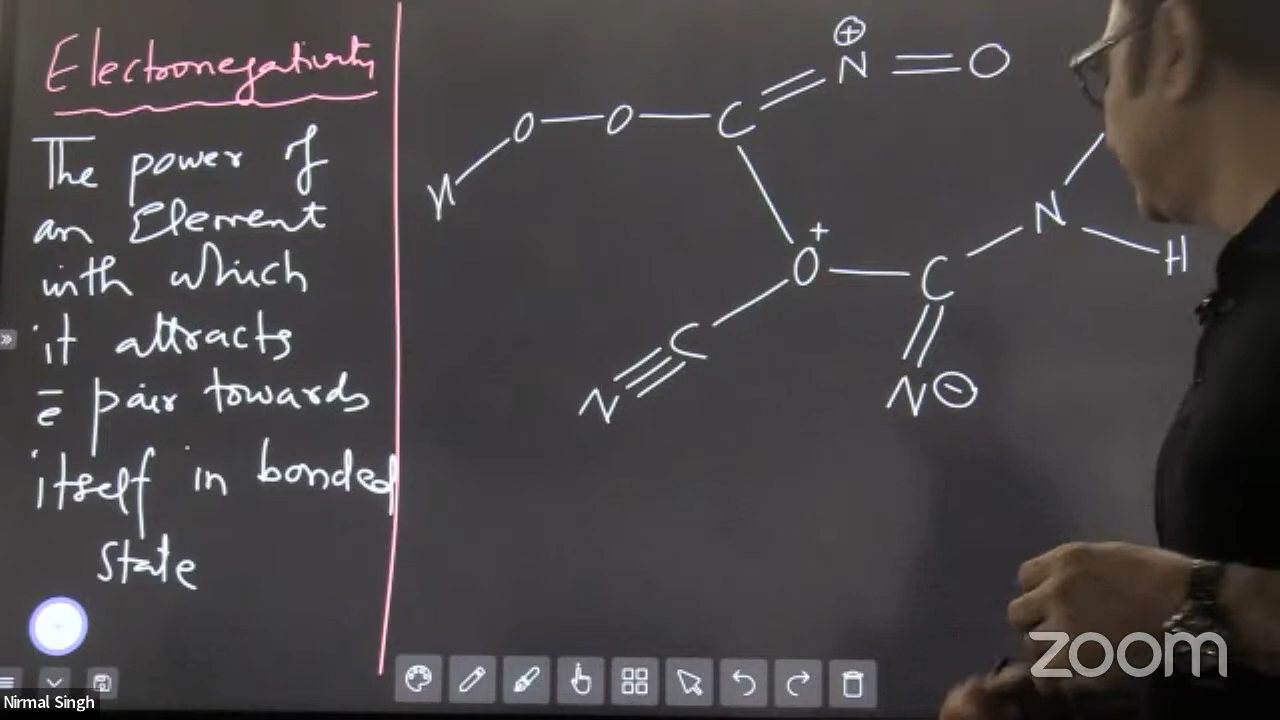 Electronegativity
The power of
an Element
with which
it attracts
ē pair towards
itself in bonded
state
⊕
N = O
O — O — C
H
+
N
O — C
H
C
N
N ⊖
zoom
Nirmal Singh